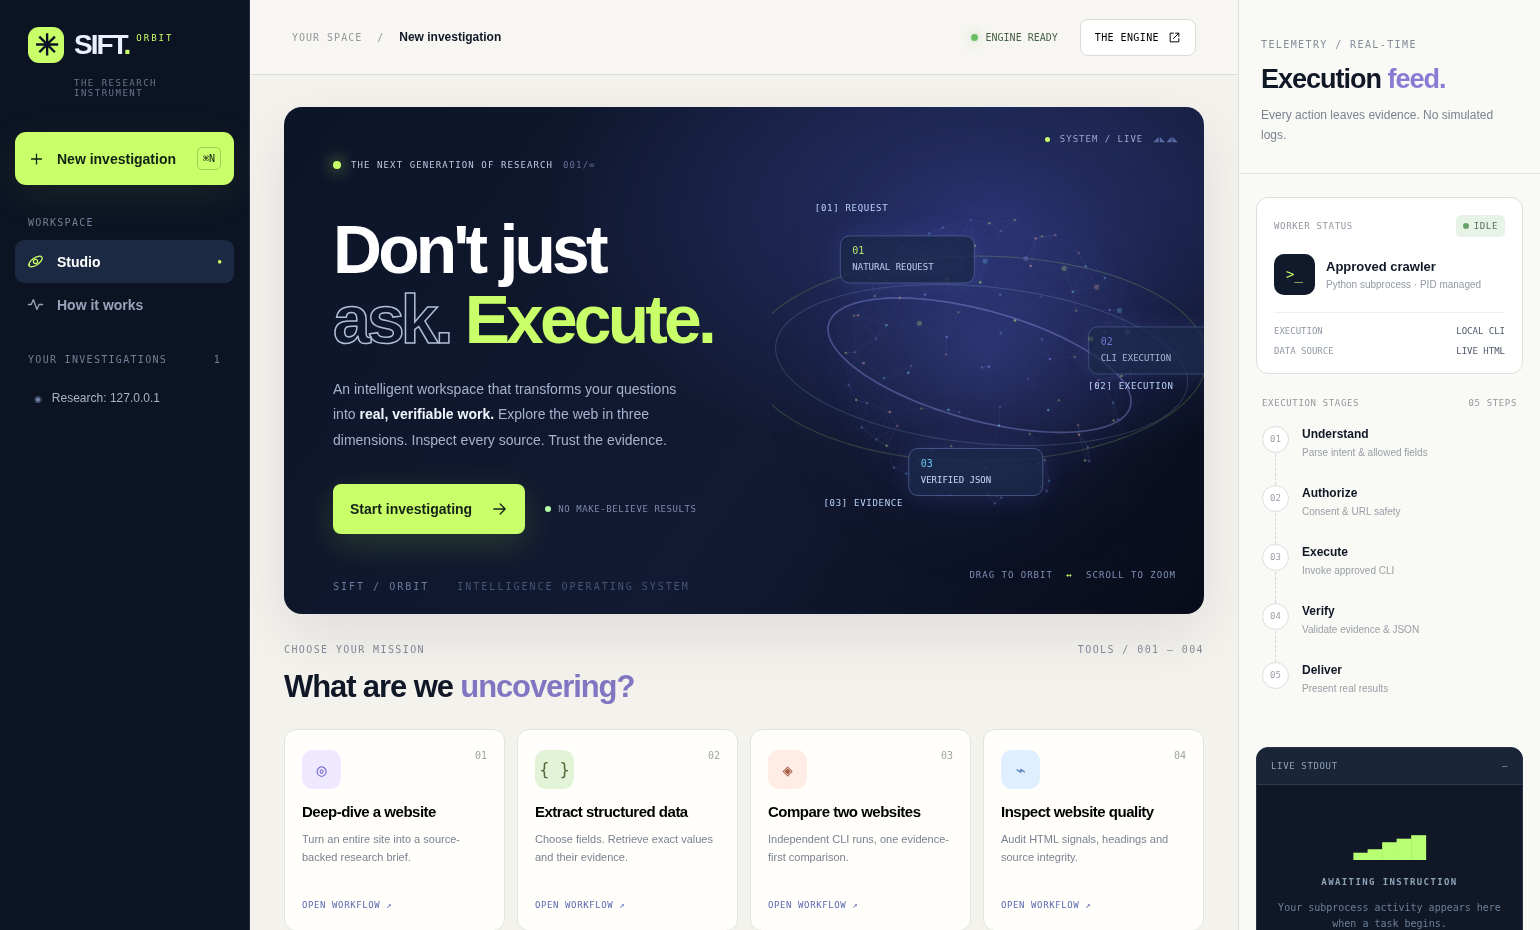 SIFT. ORBIT
THE RESEARCH
INSTRUMENT
+ New investigation ⌘N
WORKSPACE
Studio
How it works
YOUR INVESTIGATIONS 1
Research: 127.0.0.1
YOUR SPACE / New investigation
ENGINE READY
THE ENGINE
SYSTEM / LIVE
THE NEXT GENERATION OF RESEARCH 001/∞
Don't just
ask. Execute.
An intelligent workspace that transforms your questions
into real, verifiable work. Explore the web in three
dimensions. Inspect every source. Trust the evidence.
Start investigating →
NO MAKE-BELIEVE RESULTS
SIFT / ORBIT INTELLIGENCE OPERATING SYSTEM
[01] REQUEST
01
NATURAL REQUEST
02
CLI EXECUTION
[02] EXECUTION
03
VERIFIED JSON
[03] EVIDENCE
DRAG TO ORBIT ↔ SCROLL TO ZOOM
CHOOSE YOUR MISSION
TOOLS / 001 — 004
What are we uncovering?
01
Deep-dive a website
Turn an entire site into a source-
backed research brief.
OPEN WORKFLOW ↗
{ } 02
Extract structured data
Choose fields. Retrieve exact values
and their evidence.
OPEN WORKFLOW ↗
03
Compare two websites
Independent CLI runs, one evidence-
first comparison.
OPEN WORKFLOW ↗
04
Inspect website quality
Audit HTML signals, headings and
source integrity.
OPEN WORKFLOW ↗
TELEMETRY / REAL-TIME
Execution feed.
Every action leaves evidence. No simulated
logs.
WORKER STATUS IDLE
>_
Approved crawler
Python subprocess · PID managed
EXECUTION LOCAL CLI
DATA SOURCE LIVE HTML
EXECUTION STAGES 05 STEPS
01 Understand
Parse intent & allowed fields
02 Authorize
Consent & URL safety
03 Execute
Invoke approved CLI
04 Verify
Validate evidence & JSON
05 Deliver
Present real results
LIVE STDOUT —
AWAITING INSTRUCTION
Your subprocess activity appears here
when a task begins.